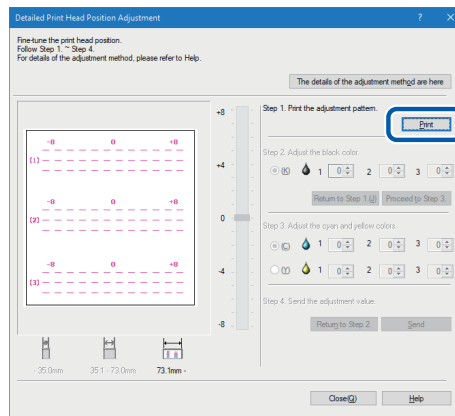 Detailed Print Head Position Adjustment
Fine-tune the print head position.
Follow Step 1. ~ Step 4.
For details of the adjustment method, please refer to Help.
The details of the adjustment method are here
-8 0 +8
[1]
-8 0 +8
[2]
-8 0 +8
[3]
+8
+4
0
-4
-8
- 35.0mm 35.1 - 73.0mm 73.1mm -
Step 1. Print the adjustment pattern.
Print
Step 2. Adjust the black color.
(K) 1 0 2 0 3 0
Return to Step 1.(U) Proceed to Step 3.
Step 3. Adjust the cyan and yellow colors.
(C) 1 0 2 0 3 0
(Y) 1 0 2 0 3 0
Step 4. Send the adjustment value.
Return to Step 2. Send
Close(Q) Help